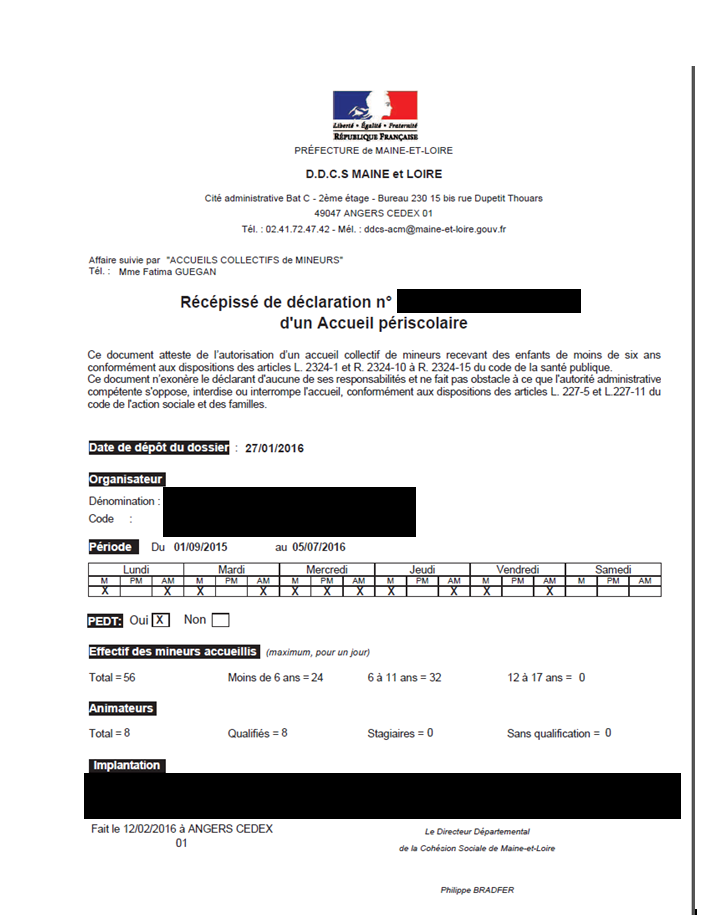 Liberté • Égalité • Fraternité
RÉPUBLIQUE FRANÇAISE
PRÉFECTURE de MAINE-ET-LOIRE
D.D.C.S MAINE et LOIRE
Cité administrative Bat C - 2ème étage - Bureau 230 15 bis rue Dupetit Thouars
49047 ANGERS CEDEX 01
Tél. : 02.41.72.47.42 - Mél. : ddcs-acm@maine-et-loire.gouv.fr
Affaire suivie par "ACCUEILS COLLECTIFS de MINEURS"
Tél. : Mme Fatima GUEGAN
Récépissé de déclaration n°
d'un Accueil périscolaire
Ce document atteste de l'autorisation d'un accueil collectif de mineurs recevant des enfants de moins de six ans
conformément aux dispositions des articles L. 2324-1 et R. 2324-10 à R. 2324-15 du code de la santé publique.
Ce document n'exonère le déclarant d'aucune de ses responsabilités et ne fait pas obstacle à ce que l'autorité administrative
compétente s'oppose, interdise ou interrompe l'accueil, conformément aux dispositions des articles L. 227-5 et L.227-11 du
code de l'action sociale et des familles.
Date de dépôt du dossier : 27/01/2016
Organisateur
Dénomination :
Code :
Période Du 01/09/2015 au 05/07/2016
Lundi Mardi Mercredi Jeudi Vendredi Samedi
M PM AM M PM AM M PM AM M PM AM M PM AM M PM AM
X X X X X X X X X X X
PEDT: Oui X Non
Effectif des mineurs accueillis (maximum, pour un jour)
Total = 56 Moins de 6 ans = 24 6 à 11 ans = 32 12 à 17 ans = 0
Animateurs
Total = 8 Qualifiés = 8 Stagiaires = 0 Sans qualification = 0
Implantation
Fait le 12/02/2016 à ANGERS CEDEX
01
Le Directeur Départemental
de la Cohésion Sociale de Maine-et-Loire
Philippe BRADFER